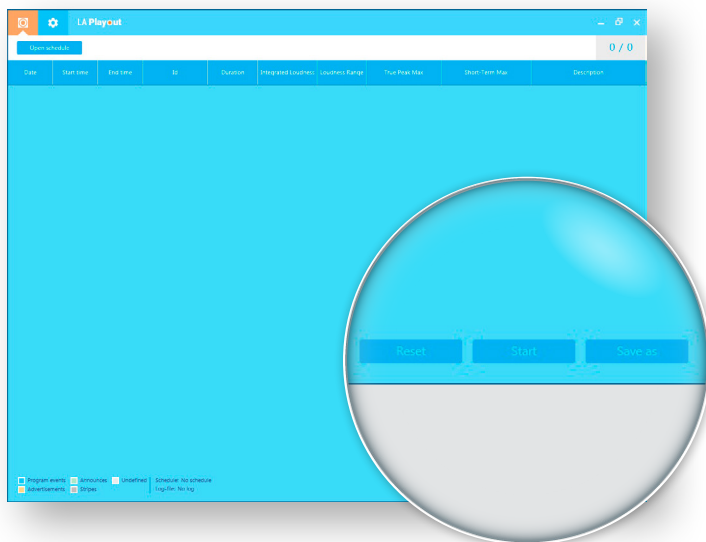 LA Playout
Open schedule
0 / 0
Date Start time End time Id Duration Integrated Loudness Loudness Range True Peak Max Short-Term Max Description
Reset Start Save as
Program events Announces Undefined Schedule: No schedule
Advertisements Stripes Logs file: No log